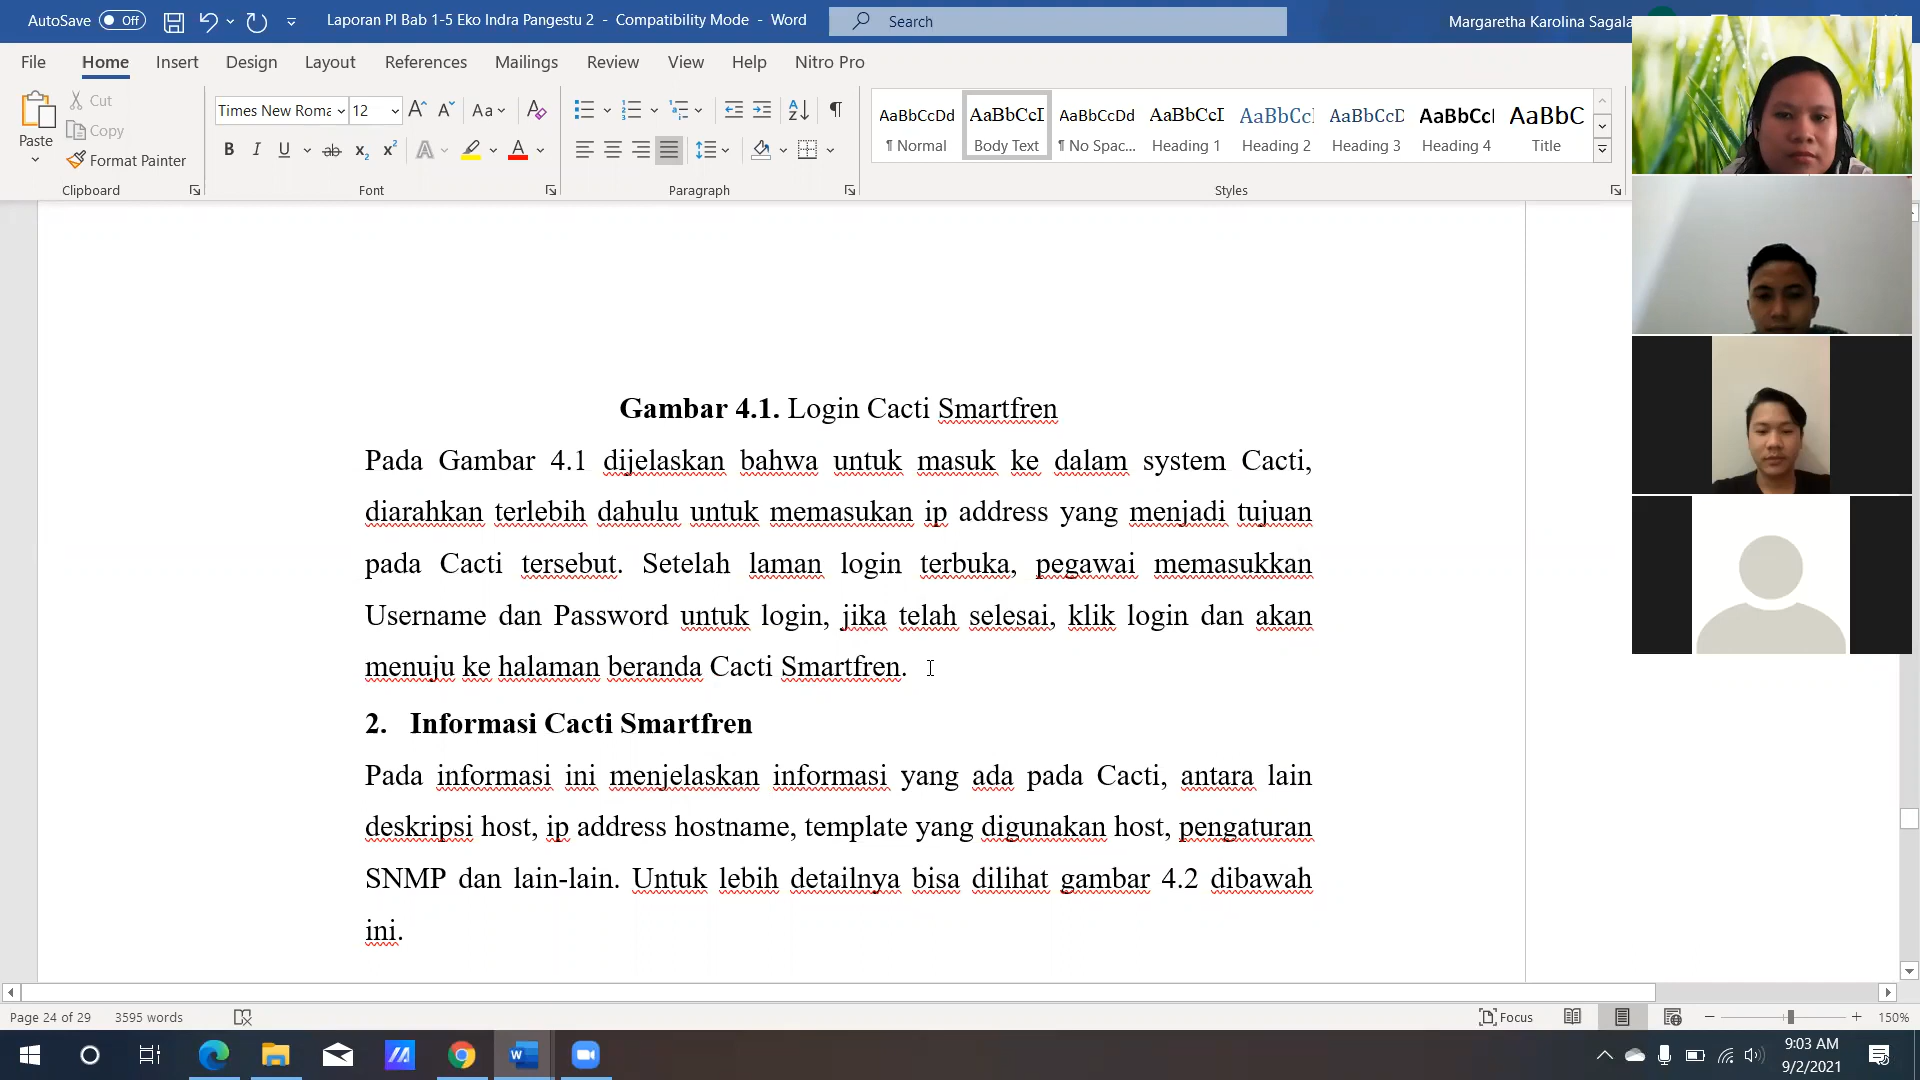 AutoSave Off Laporan PI Bab 1-5 Eko Indra Pangestu 2 - Compatibility Mode - Word Search Margaretha Karolina Sagala
File Home Insert Design Layout References Mailings Review View Help Nitro Pro
Paste Cut Copy Format Painter
Times New Roma 12 Aa
B I U ab x₂ x² A A
AaBbCcDd AaBbCcI AaBbCcDd AaBbCcI AaBbCcI AaBbCcD AaBbCcI AaBbC
¶ Normal Body Text ¶ No Spac... Heading 1 Heading 2 Heading 3 Heading 4 Title
Clipboard Font Paragraph Styles
Gambar 4.1. Login Cacti Smartfren
Pada Gambar 4.1 dijelaskan bahwa untuk masuk ke dalam system Cacti,
diarahkan terlebih dahulu untuk memasukan ip address yang menjadi tujuan
pada Cacti tersebut. Setelah laman login terbuka, pegawai memasukkan
Username dan Password untuk login, jika telah selesai, klik login dan akan
menuju ke halaman beranda Cacti Smartfren.
2. Informasi Cacti Smartfren
Pada informasi ini menjelaskan informasi yang ada pada Cacti, antara lain
deskripsi host, ip address hostname, template yang digunakan host, pengaturan
SNMP dan lain-lain. Untuk lebih detailnya bisa dilihat gambar 4.2 dibawah
ini.
Page 24 of 29 3595 words Focus 150%
9:03 AM
9/2/2021